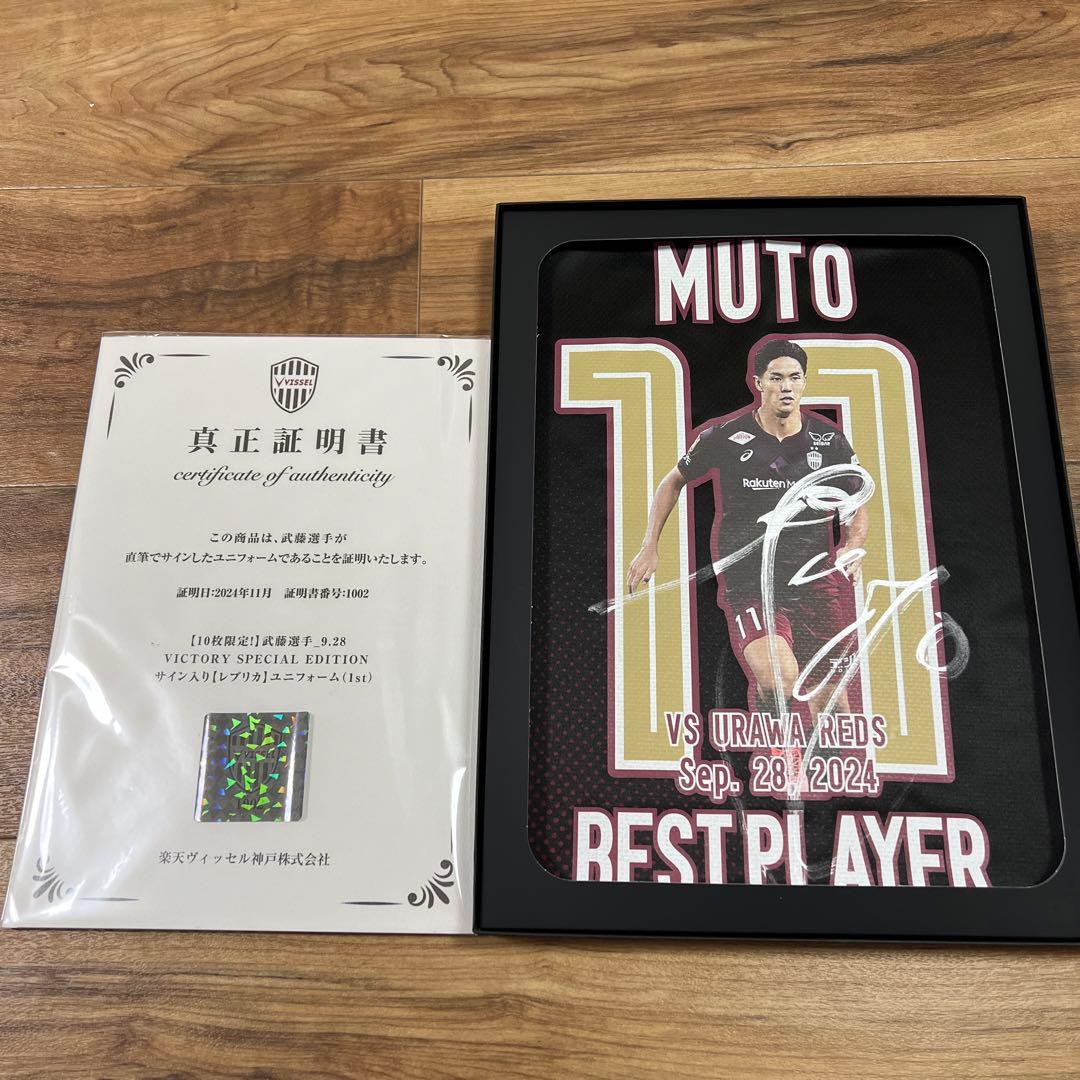 VISSEL
真正証明書
certificate of authenticity
この商品は、武藤選手が
直筆でサインしたユニフォームであることを証明いたします。
証明日:2024年11月 証明書番号:1002
【10枚限定!】武藤選手_9.28
VICTORY SPECIAL EDITION
サイン入り【レプリカ】ユニフォーム(1st)
楽天ヴィッセル神戸株式会社
MUTO
11
Rakuten M
11
VS URAWA REDS
Sep. 28, 2024
BEST PLAYER